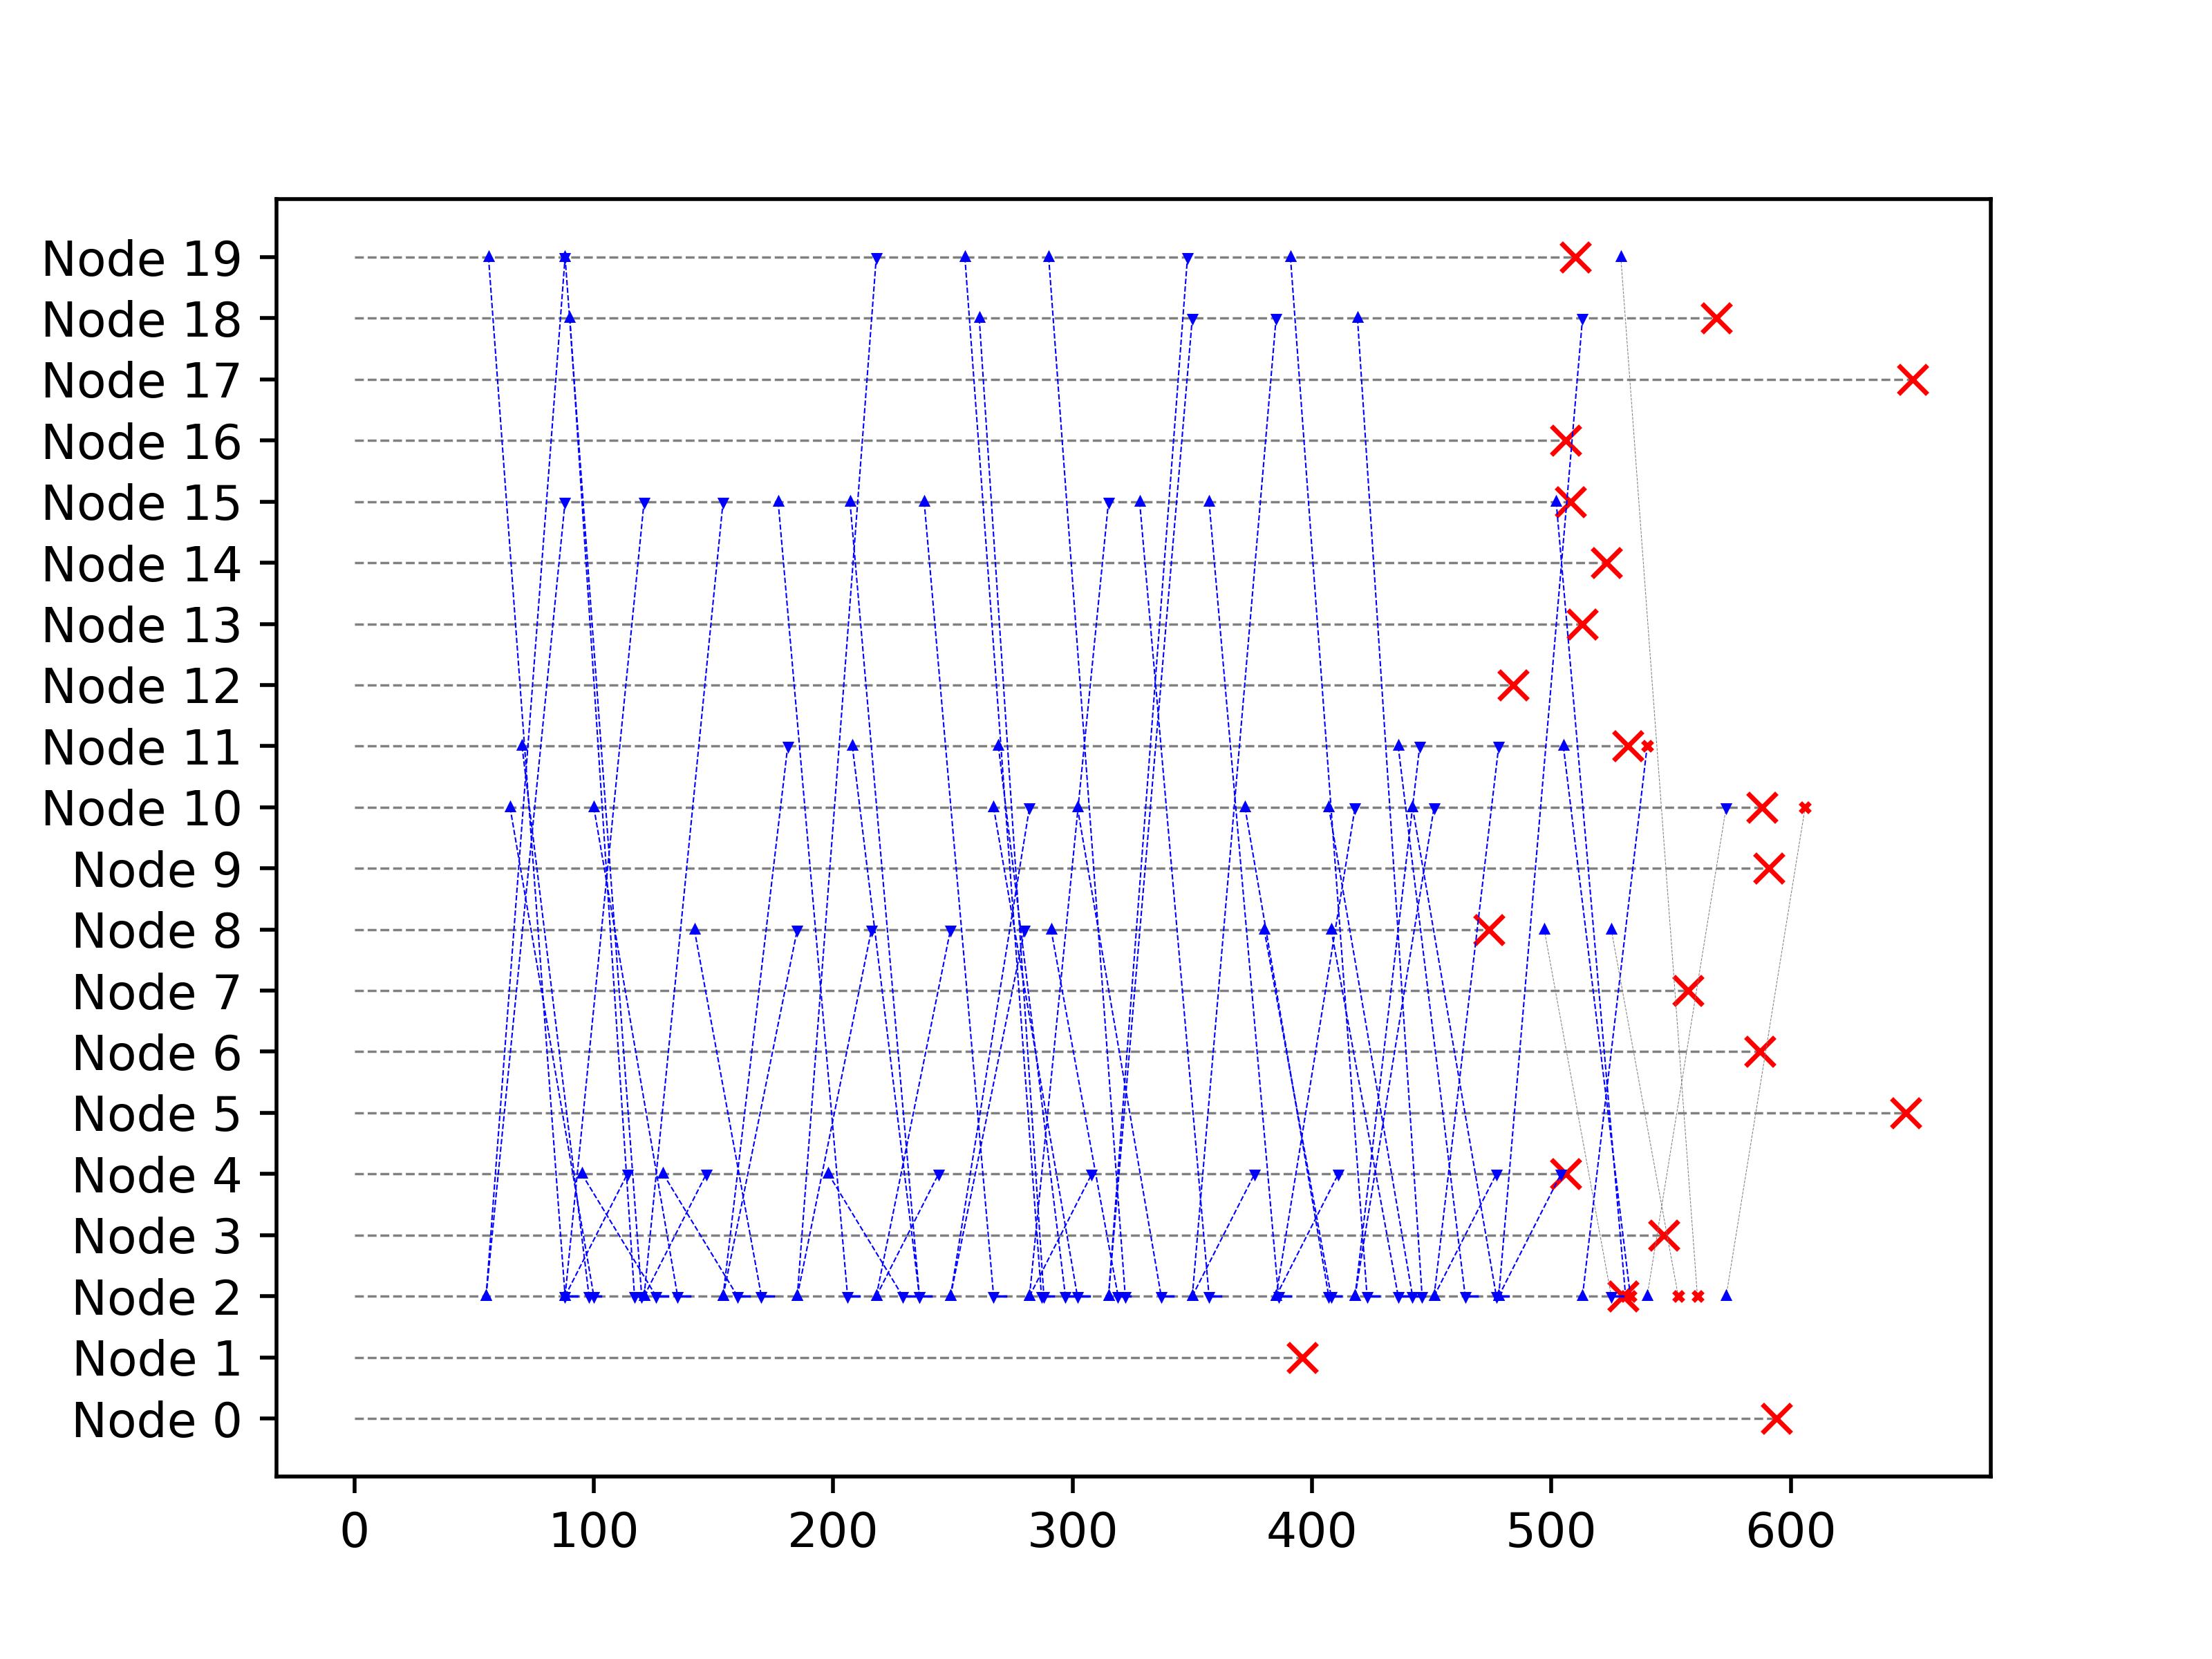 Node 19
Node 18
Node 17
Node 16
Node 15
Node 14
Node 13
Node 12
Node 11
Node 10
Node 9
Node 8
Node 7
Node 6
Node 5
Node 4
Node 3
Node 2
Node 1
Node 0
0 100 200 300 400 500 600